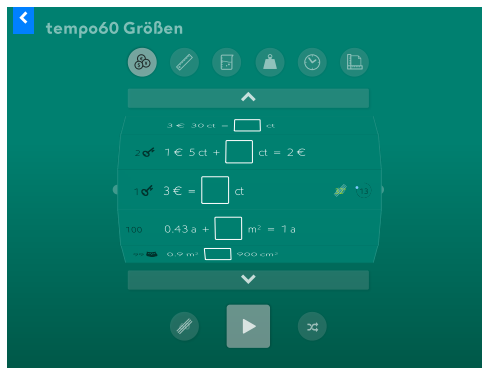 tempo60 Größen
3 € 30 ct = ct
2 1 € 5 ct + ct = 2 €
1 3 € = ct
100 0.43 a + m² = 1 a
0.9 m² 900 cm²